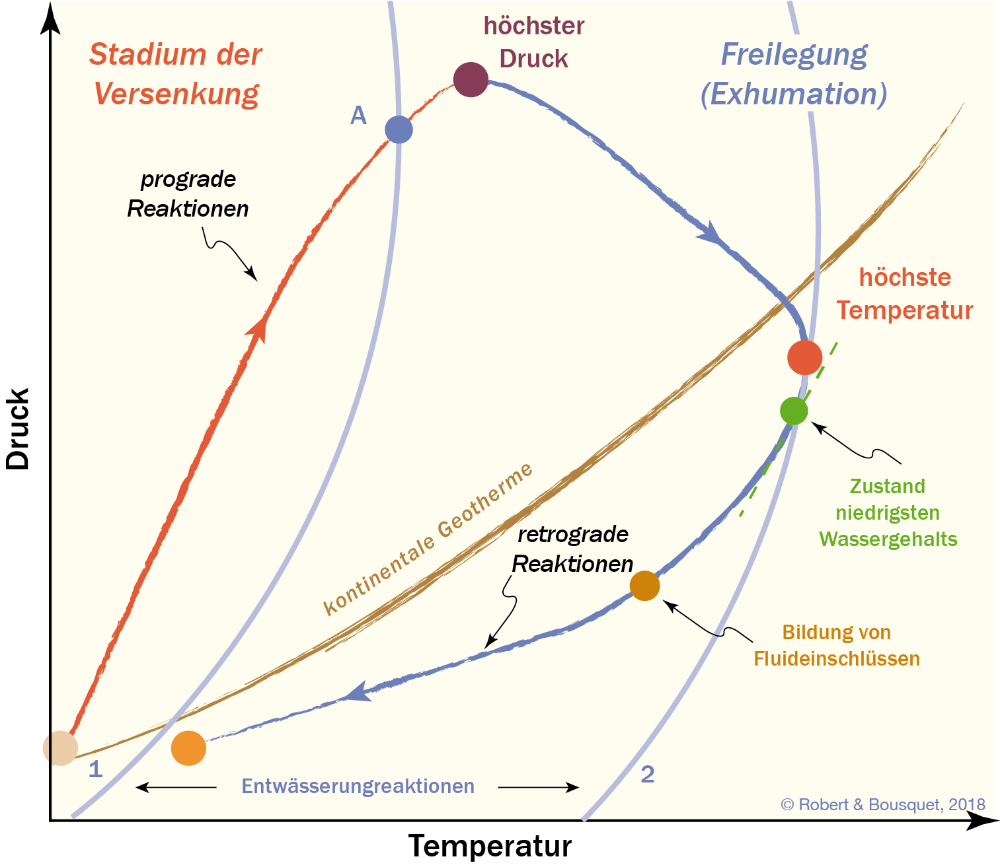 höchster
Druck
Stadium der
Versenkung
Freilegung
(Exhumation)
A
prograde
Reaktionen
höchste
Temperatur
Druck
kontinentale Geotherme
Zustand
niedrigsten
Wassergehalts
retrograde
Reaktionen
Bildung von
Fluideinschlüssen
1
2
Entwässerungreaktionen
© Robert & Bousquet, 2018
Temperatur